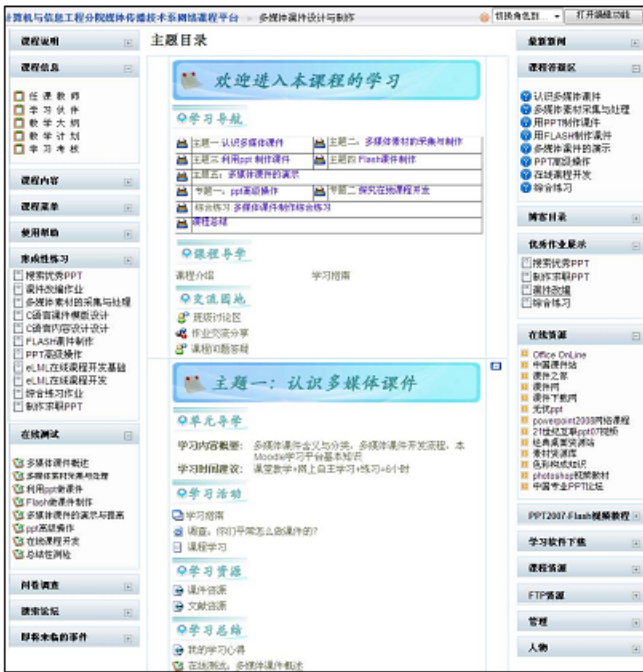 计算机与信息工程分院媒体传播技术系网络课程平台 » 多媒体课件设计与制作
切换角色到... 打开编辑功能
课程说明
课程信息
任课教师
学习伙伴
教学大纲
教学计划
学习考核
课程内容
课程菜单
使用帮助
形成性练习
搜索优秀PPT
课件改编作业
多媒体素材的采集与处理
C语言课件模版设计
C语言内容设计设计
FLASH课件制作
PPT高级操作
eLML在线课程开发基础
eLML在线课程开发
综合练习作业
制作求职PPT
在线测试
多媒体课件概述
多媒体素材采集与处理
利用ppt做课件
Flash做课件制作
多媒体课件的演示与提高
ppt高级操作
在线课程开发
总结性测验
问卷调查
搜索论坛
即将来临的事件
主题目录
欢迎进入本课程的学习
学习导航
主题一 认识多媒体课件
主题二：多媒体素材的采集与制作
主题三 利用ppt 制作课件
主题四 Flash课件制作
主题五：多媒体课件的演示
专题一：ppt高级操作
专题二 探究在线课程开发
综合练习 多媒体课件制作综合练习
课程总结
课程导学
课程介绍 学习指南
交流园地
班级讨论区
作业交流分享
课程问题答疑
主题一：认识多媒体课件
单元导学
学习内容概要： 多媒体课件含义与分类，多媒体课件开发流程，本
Moodle学习平台基本知识
学习时间建议： 课堂教学+网上自主学习+练习=6小时
学习活动
学习指南
调查：你们平常怎么做课件的？
课程学习
学习资源
课件资源
文献资源
学习总结
我的学习心得
在线测试：多媒体课件概述
最新新闻
课程答疑区
认识多媒体课件
多媒体素材采集与处理
用PPT制作课件
用FLASH制作课件
多媒体课件的演示
PPT高级操作
在线课程开发
综合练习
博客目录
优秀作业展示
搜索优秀PPT
制作求职PPT
课件改编
综合练习
在线资源
Office OnLine
中国课件站
课件之家
课件网
课件下载网
无忧ppt
powerpoint2003网络课程
21世纪互联ppt07视频
经典桌面资源站
素材资源库
色彩构成知识
photoshop视频教材
中国专业PPT论坛
PPT2007-Flash视频教程
学习软件下载
课程资源
FTP资源
管理
人物